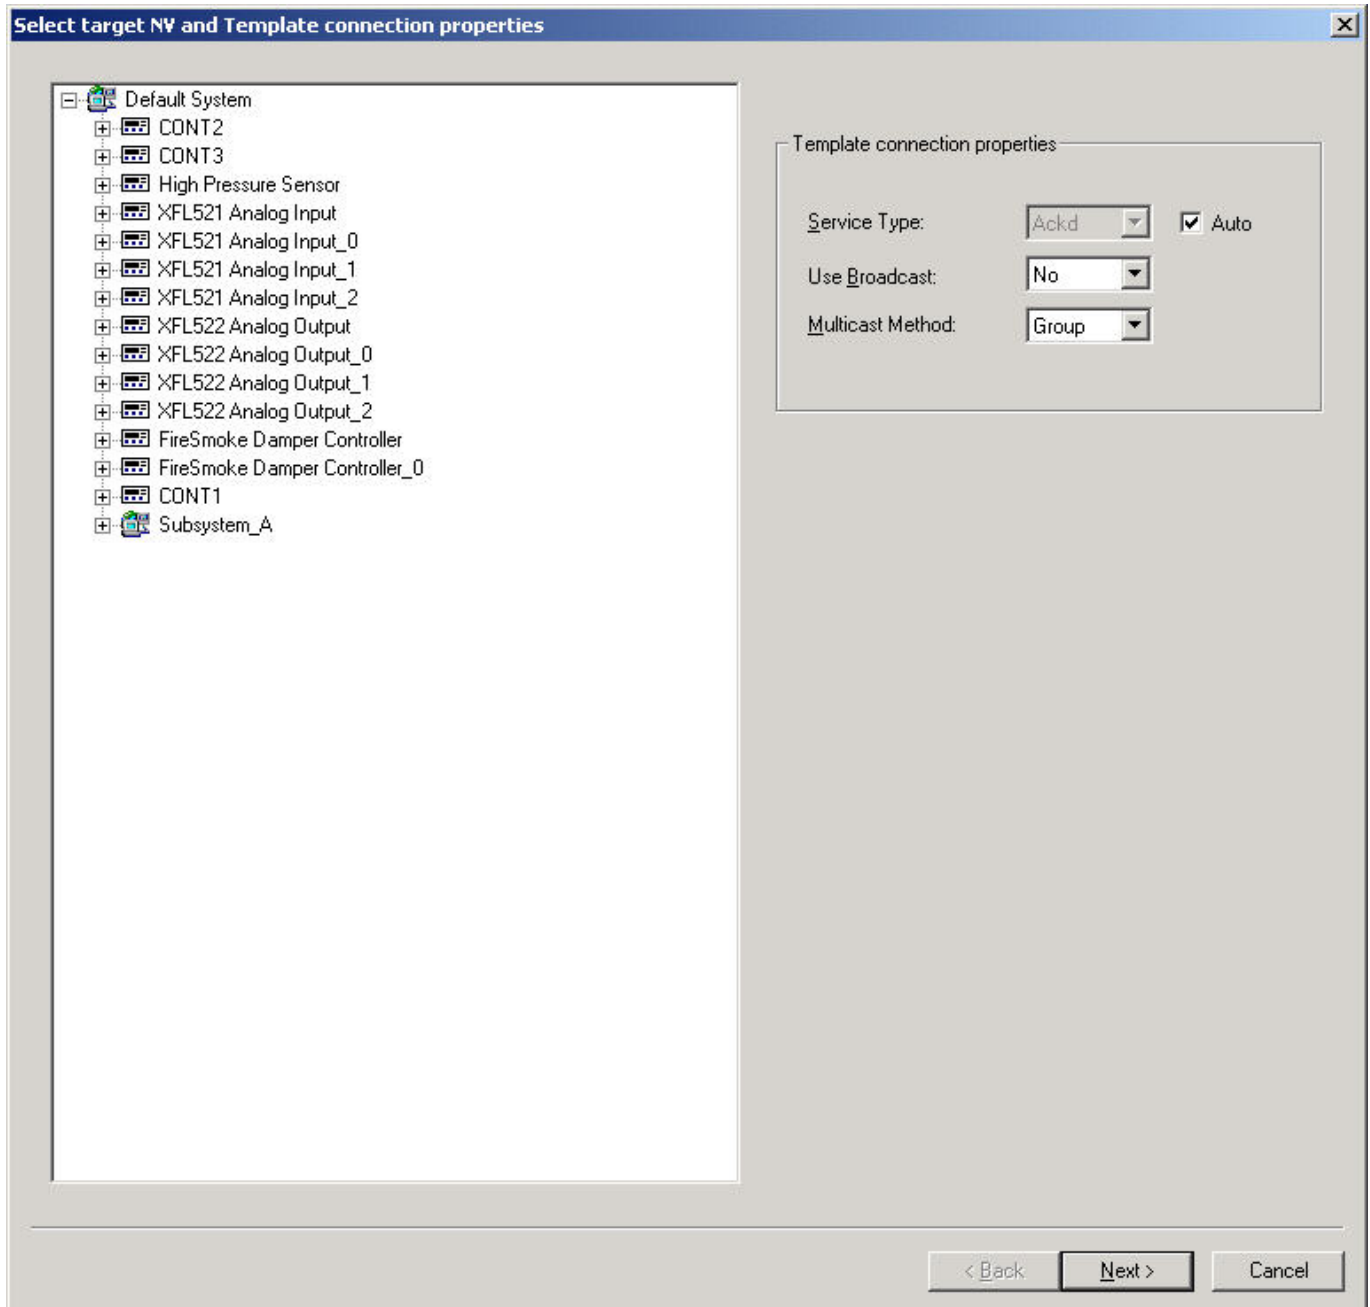 Select target NV and Template connection properties
Default System
CONT2
CONT3
High Pressure Sensor
XFL521 Analog Input
XFL521 Analog Input_0
XFL521 Analog Input_1
XFL521 Analog Input_2
XFL522 Analog Output
XFL522 Analog Output_0
XFL522 Analog Output_1
XFL522 Analog Output_2
FireSmoke Damper Controller
FireSmoke Damper Controller_0
CONT1
Subsystem_A
Template connection properties
Service Type: Ackd Auto
Use Broadcast: No
Multicast Method: Group
< Back Next > Cancel